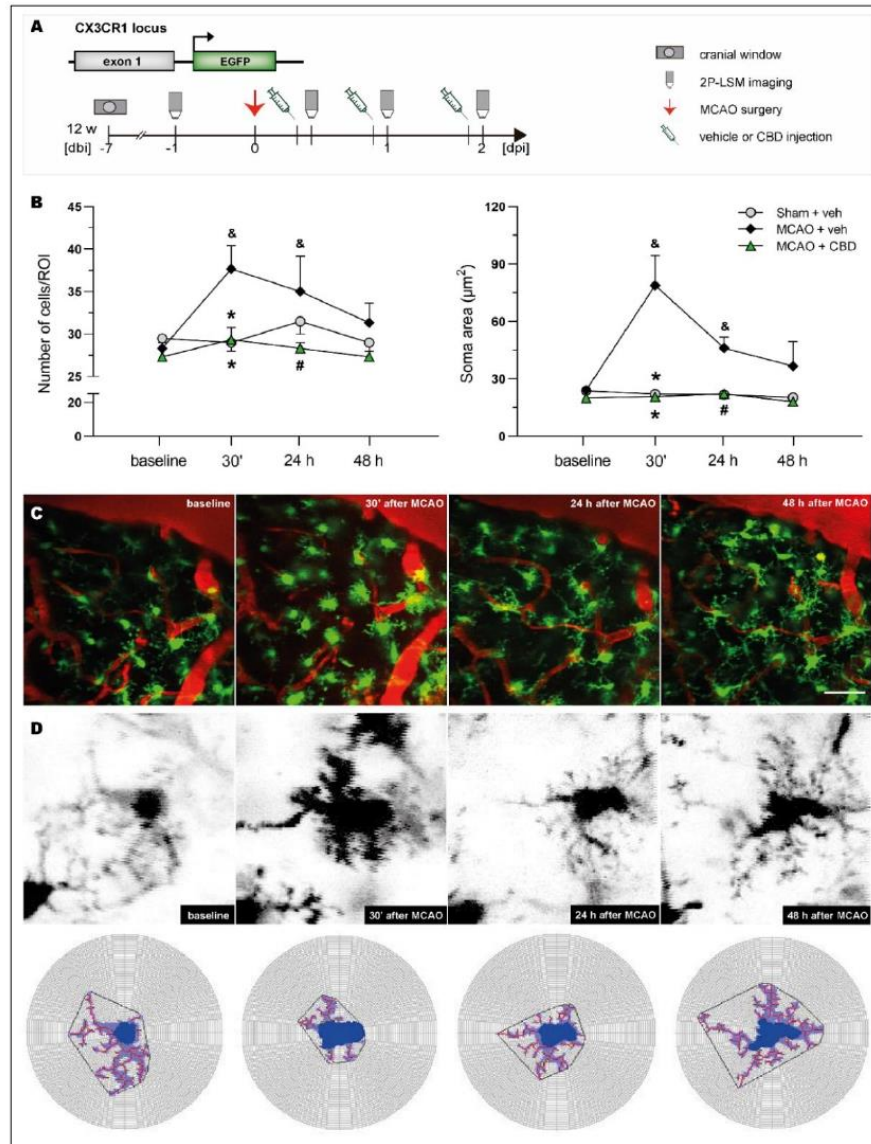 A
CX3CR1 locus
exon 1
EGFP
cranial window
2P-LSM imaging
MCAO surgery
vehicle or CBD injection
12 w
[dbi]
-7
-1
0
1
2
[dpi]
B
Number of cells/ROI
45
40
35
30
25
20
0
&
&
*
*
#
baseline
30'
24 h
48 h
Soma area (µm²)
120
90
60
30
0
&
&
*
*
#
baseline
30'
24 h
48 h
Sham + veh
MCAO + veh
MCAO + CBD
C
baseline
30' after MCAO
24 h after MCAO
48 h after MCAO
D
baseline
30' after MCAO
24 h after MCAO
48 h after MCAO